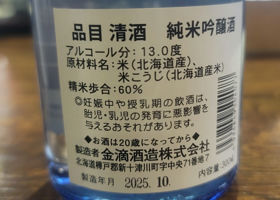 品目 清酒　純米吟醸酒
アルコール分：13.0度
原材料名：米（北海道産）、
米こうじ（北海道産米）
精米歩合：60％
◎妊娠中や授乳期の飲酒は、
胎児・乳児の発育に悪影響を
与えるおそれがあります。
◆お酒は20歳になってから◆
製造者 金滴酒造株式会社
北海道樺戸郡新十津川町字中央71番地7
製造年月 2025.10.
300